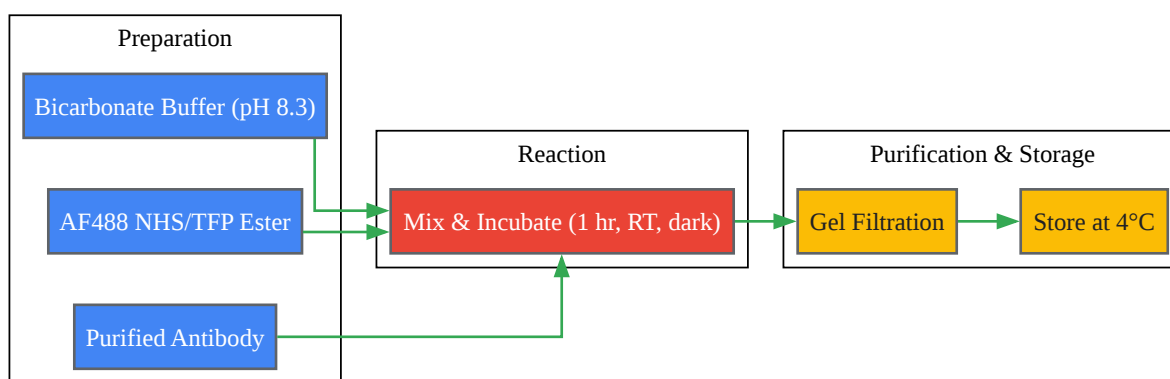 Preparation
Bicarbonate Buffer (pH 8.3)
AF488 NHS/TFP Ester
Purified Antibody
Reaction
Mix & Incubate (1 hr, RT, dark)
Purification & Storage
Gel Filtration
Store at 4°C